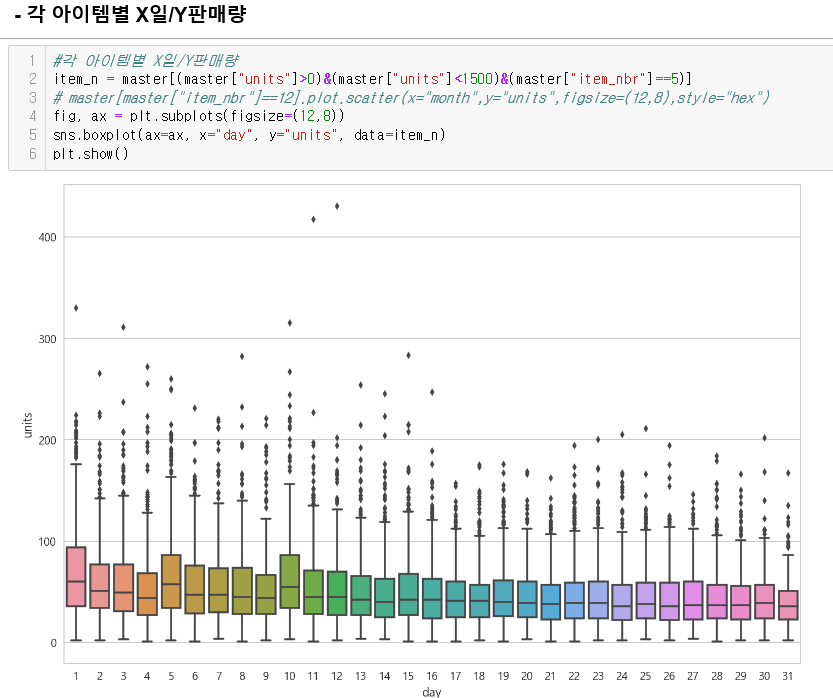 - 각 아이템별 X일/Y판매량
1 #각 아이템별 X일/Y판매량
2 item_n = master[(master["units"]>0)&(master["units"]<1500)&(master["item_nbr"]==5)]
3 # master[master["item_nbr"]==12].plot.scatter(x="month",y="units",figsize=(12,8),style="hex")
4 fig, ax = plt.subplots(figsize=(12,8))
5 sns.boxplot(ax=ax, x="day", y="units", data=item_n)
6 plt.show()
400
300
200
100
0
units
1 2 3 4 5 6 7 8 9 10 11 12 13 14 15 16 17 18 19 20 21 22 23 24 25 26 27 28 29 30 31
day